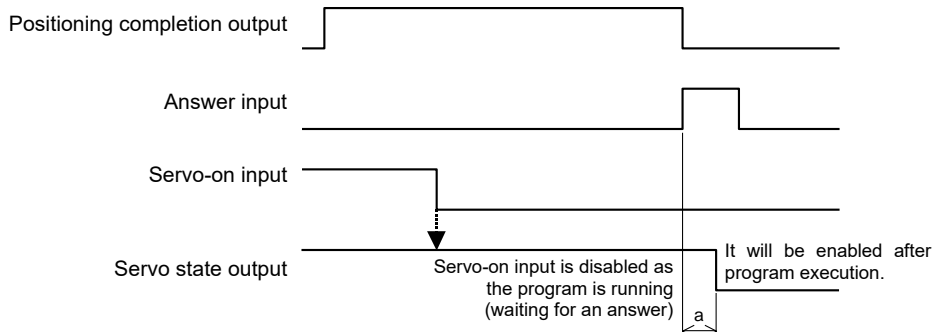 Positioning completion output
Answer input
Servo-on input
Servo state output
Servo-on input is disabled as
the program is running
(waiting for an answer)
a
It will be enabled after
program execution.